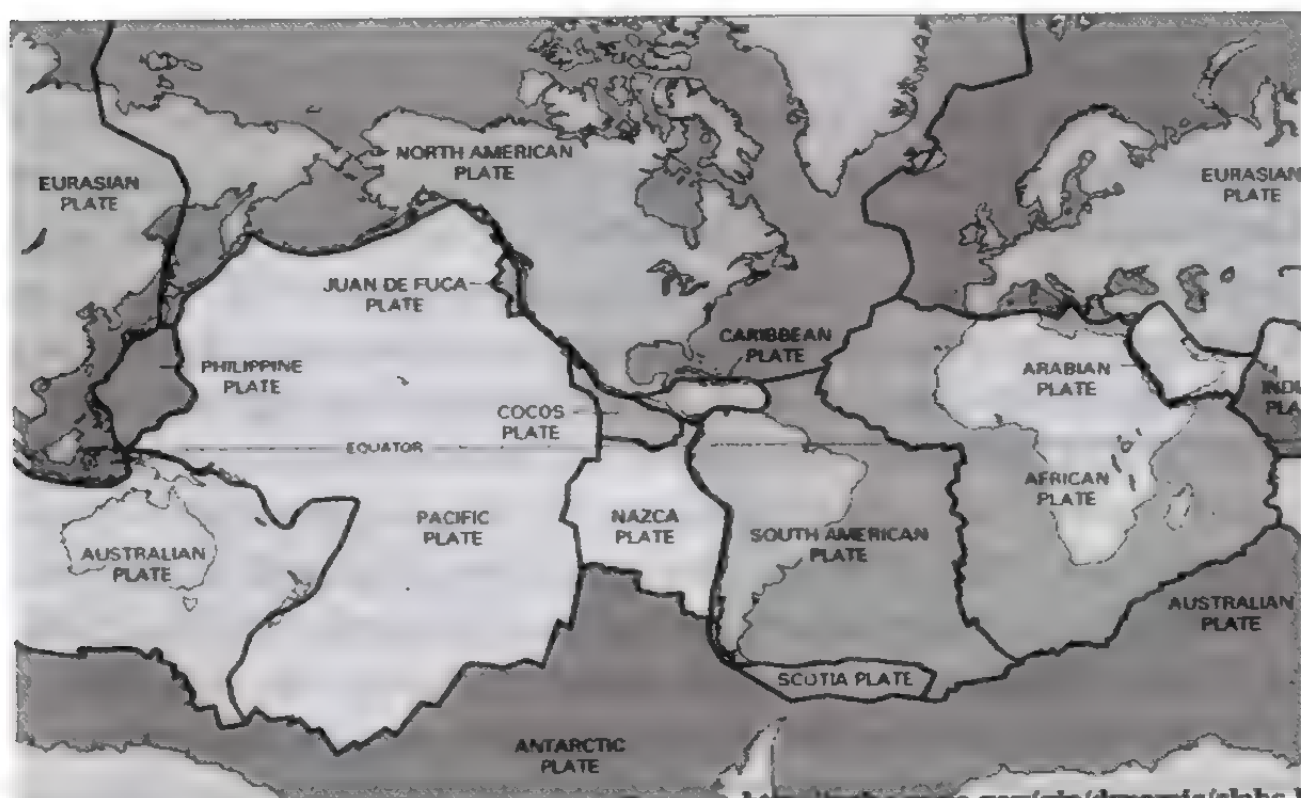 NORTH AMERICAN
PLATE
EURASIAN
PLATE
EURASIAN
PLATE
JUAN DE FUCA
PLATE
CARIBBEAN
PLATE
PHILIPPINE
PLATE
ARABIAN
PLATE
COCOS
PLATE
EQUATOR
AFRICAN
PLATE
PACIFIC
PLATE
NAZCA
PLATE
SOUTH AMERICAN
PLATE
AUSTRALIAN
PLATE
AUSTRALIAN
PLATE
SCOTIA PLATE
ANTARCTIC
PLATE